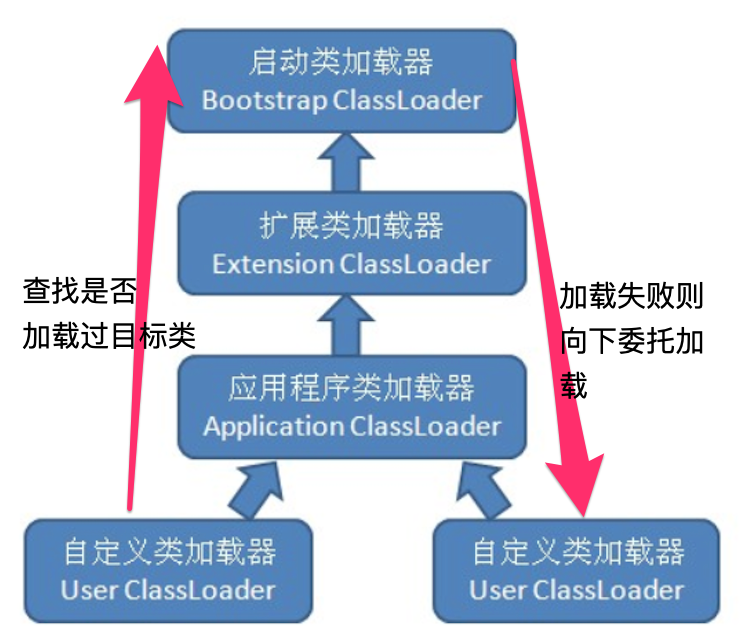 启动类加载器
Bootstrap ClassLoader
扩展类加载器
Extension ClassLoader
查找是否
加载过目标类
加载失败则
向下委托加
载
应用程序类加载器
Application ClassLoader
自定义类加载器
User ClassLoader
自定义类加载器
User ClassLoader